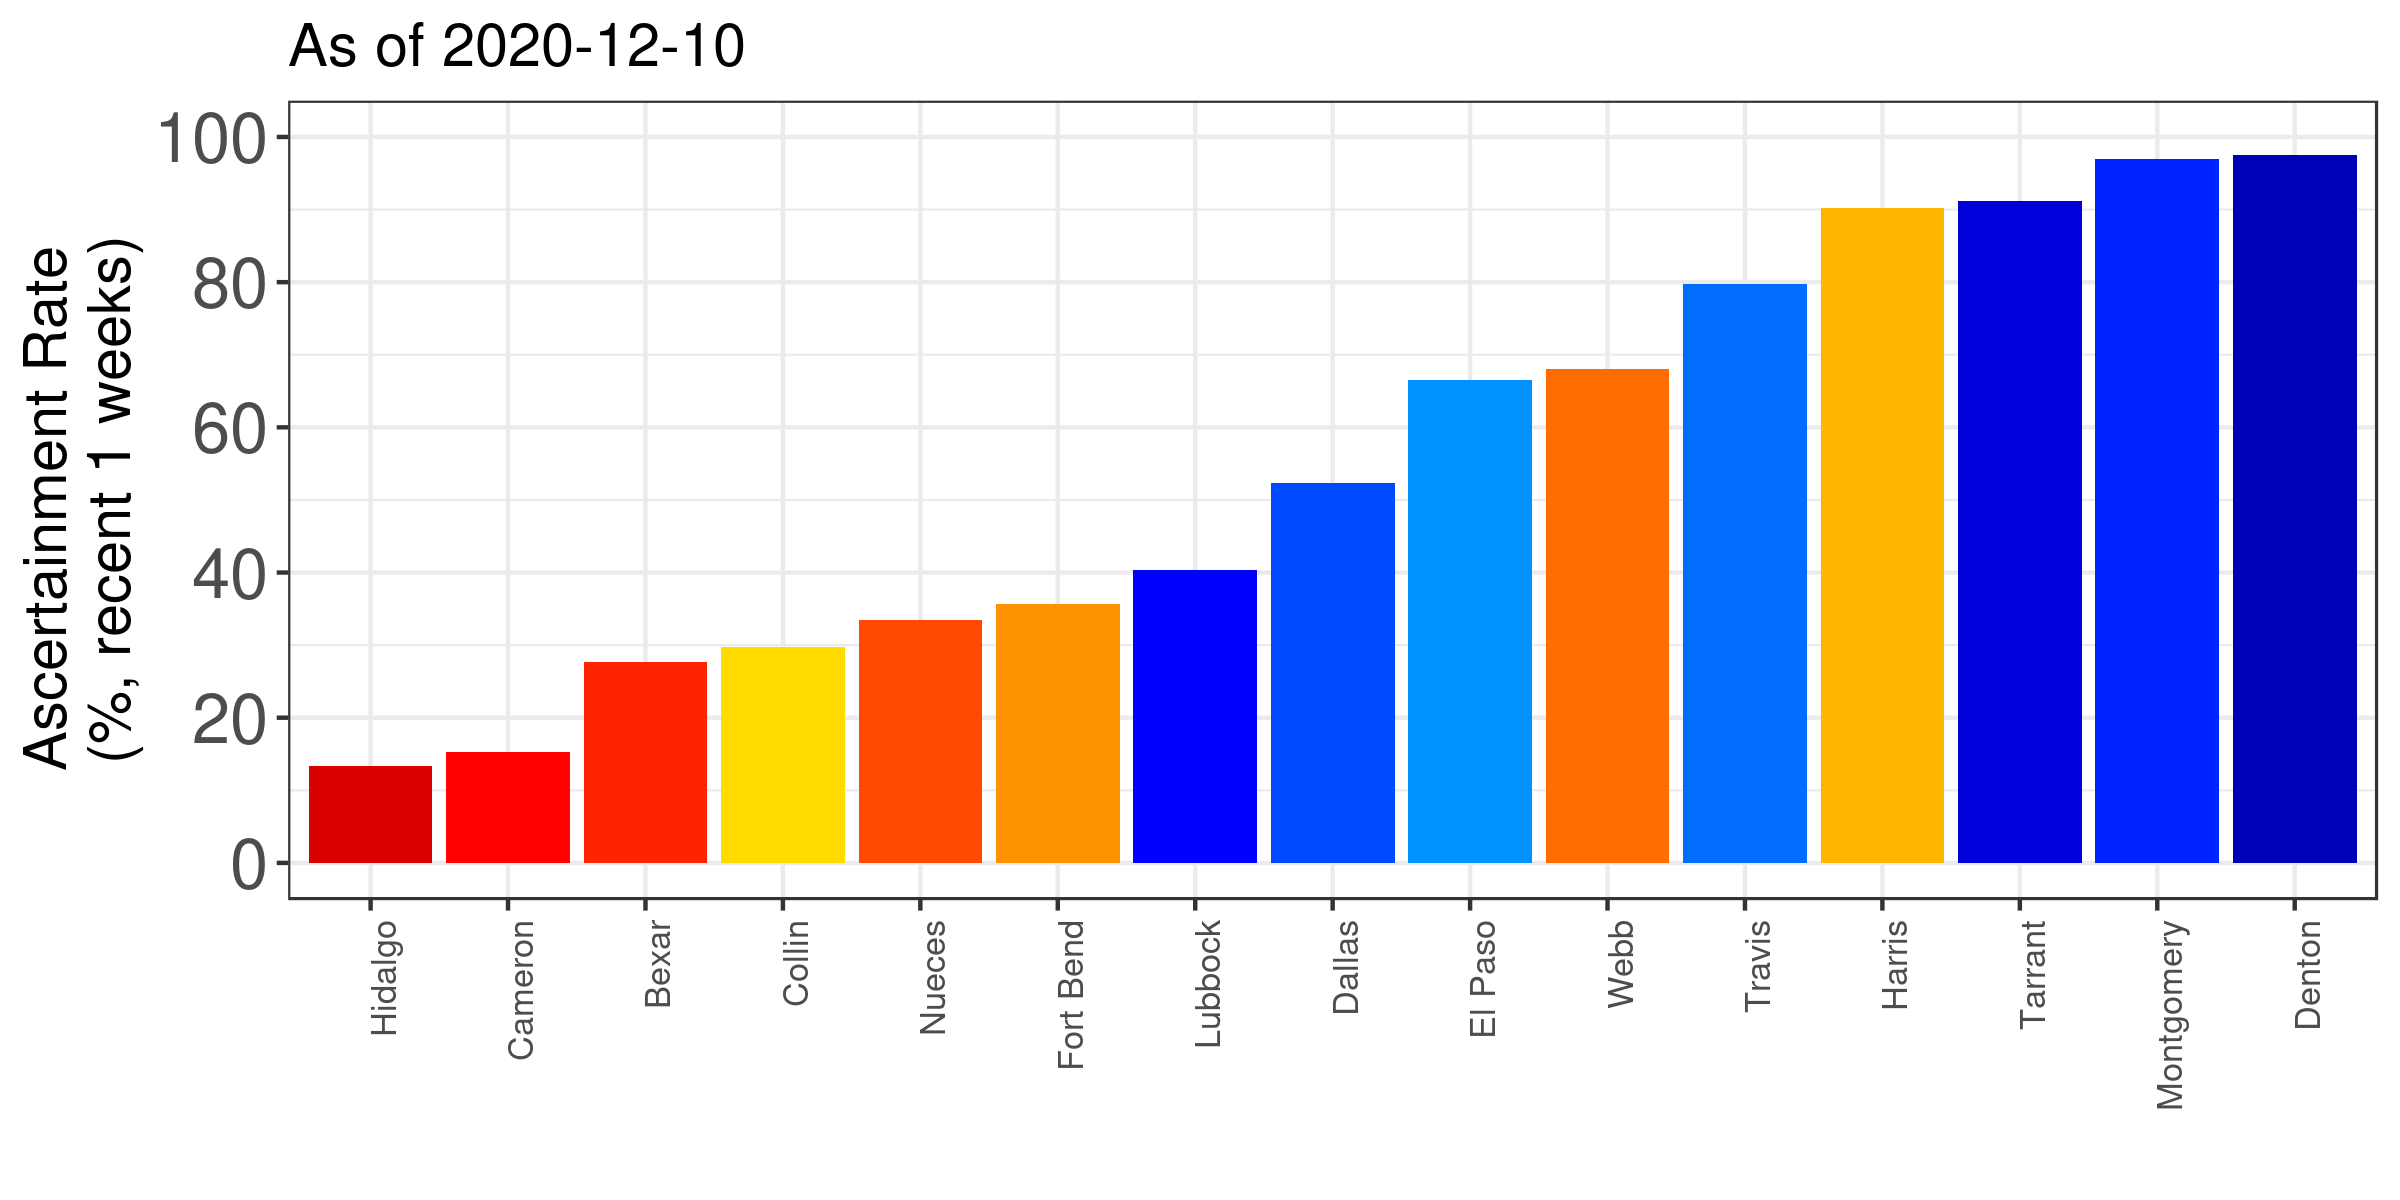 As of 2020-12-10
Ascertainment Rate
(%, recent 1 weeks)
100
80
60
40
20
0
Hidalgo
Cameron
Bexar
Collin
Nueces
Fort Bend
Lubbock
Dallas
El Paso
Webb
Travis
Harris
Tarrant
Montgomery
Denton